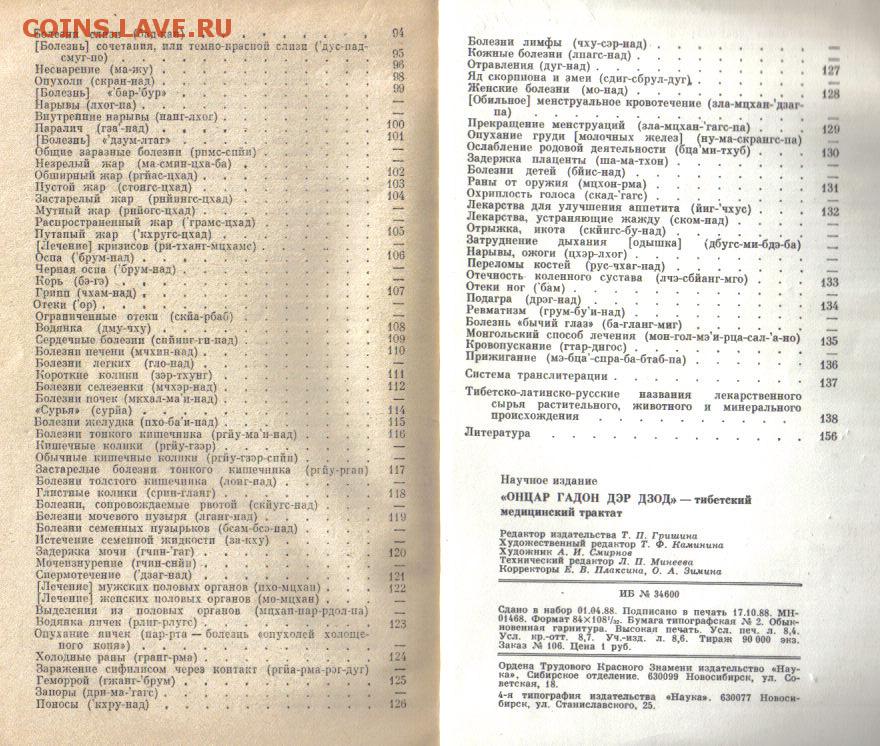 COINS.LAVE.RU
Болезни слизи (бад-кан) . . . . . . . 94
[Болезнь] сочетания, или темно-красной слизи ('дус-пад-
смуг-по) . . . . . . . 95
Несварение (ма-жу) . . . . . . . 96
Опухоли (скран-над) . . . . . . . 98
[Болезнь] «'бар-'бур» . . . . . . . 99
Нарывы (лхог-па) . . . . . . . —
Внутренние нарывы (нанг-лхог) . . . . . . . —
Паралич (гза'-над) . . . . . . . 100
[Болезнь] «'дзум-лтаг» . . . . . . . 101
Общие заразные болезни (римс-спйи) . . . . . . . —
Незрелый жар (ма-смин-цха-ба) . . . . . . . —
Обширный жар (ргйас-цхад) . . . . . . . 102
Пустой жар (стонгс-цхад) . . . . . . . 103
Застарелый жар (рнйингс-цхад) . . . . . . . 104
Мутный жар (рнйогс-цхад) . . . . . . . —
Распространенный жар ('грамс-цхад) . . . . . . . —
Путаный жар ('кхругс-цхад) . . . . . . . 105
[Лечение] кризисов (ри-тханг-мцхамс) . . . . . . . —
Оспа ('брум-над) . . . . . . . 106
Черная оспа ('брум-над) . . . . . . . —
Корь (бэ-гэ) . . . . . . . —
Грипп (чхам-над) . . . . . . . 107
Отеки ('ор) . . . . . . . —
Ограниченные отеки (скйа-рбаб) . . . . . . . —
Водянка (дму-чху) . . . . . . . 108
Сердечные болезни (снйинг-ги-над) . . . . . . . 109
Болезни печени (мчхин-над) . . . . . . . 110
Болезни легких (гло-над) . . . . . . . —
Короткие колики (зэр-тхунг) . . . . . . . 111
Болезни селезенки (мчхэр-над) . . . . . . . 112
Болезни почек (мкхал-ма'и-над) . . . . . . . —
«Сурья» (сурйа) . . . . . . . 114
Болезни желудка (пхо-ба'и-над) . . . . . . . 115
Болезни тонкого кишечника (ргйу-ма'и-над) . . . . . . . 116
Кишечные колики (ргйу-гзэр) . . . . . . . —
Обычные кишечные колики (ргйу-гзэр-спйи) . . . . . . . —
Застарелые болезни тонкого кишечника (ргйу-рган) 117
Болезни толстого кишечника (лонг-над) . . . . . . . —
Глистные колики (срин-гланг) . . . . . . . 118
Болезни, сопровождаемые рвотой (скйугс-над) . . . . . . . —
Болезни мочевого пузыря (лганг-над) . . . . . . . 119
Болезни семенных пузырьков (бсам-бсэ-над) . . . . . . . —
Истечение семенной жидкости (за-кху) . . . . . . . —
Задержка мочи (гчин-'гаг) . . . . . . . 120
Мочеизнурение (гчин-снйи) . . . . . . . —
Спермотечение ('дзаг-над) . . . . . . . 121
[Лечение] мужских половых органов (пхо-мцхан) . . . . . . . 122
[Лечение] женских половых органов (мо-мцхан) . . . . . . . —
Выделения из половых органов (мцхан-пар-рдол-па) —
Водянка яичек (рлиг-рлугс) . . . . . . . 123
Опухание яичек (пар-рта — болезнь «опухолей холоще-
ного коня») . . . . . . . —
Холодные раны (гранг-рма) . . . . . . . 124
Заражение сифилисом через контакт (ргйа-рма-рэг-дуг) —
Геморрой (гжанг-'брум) . . . . . . . 125
Запоры (дри-ма-'гагс) . . . . . . . —
Поносы ('кхру-над) . . . . . . . 126
Болезни лимфы (чху-сэр-над) . . . . . . . —
Кожные болезни (лпагс-над) . . . . . . . —
Отравления (дуг-над) . . . . . . . 127
Яд скорпиона и змеи (сдиг-сбрул-дуг) . . . . . . . —
Женские болезни (мо-над) . . . . . . . 128
[Обильное] менструальное кровотечение (зла-мцхан-'дзаг-
па) . . . . . . . —
Прекращение менструаций (зла-мцхан-'гагс-па) . . . . . . . 129
Опухание груди [молочных желез] (ну-ма-скрангс-па) —
Ослабление родовой деятельности (бца'ми-тхуб) . . . . . . . 130
Задержка плаценты (ша-ма-тхон) . . . . . . . —
Болезни детей (бйис-над) . . . . . . . —
Раны от оружия (мцхон-рма) . . . . . . . 131
Охриплость голоса (скад-'гагс) . . . . . . . —
Лекарства для улучшения аппетита (йиг-'чхус) . . . . . . . 132
Лекарства, устраняющие жажду (ском-над) . . . . . . . —
Отрыжка, икота (скйигс-бу-над) . . . . . . . —
Затруднение дыхания [одышка] (дбугс-ми-бдэ-ба) —
Нарывы, ожоги (цхэр-лхог) . . . . . . . —
Переломы костей (рус-чхаг-над) . . . . . . . —
Отечность коленного сустава (лчэ-сбйанг-мго) . . . . . . . 133
Отеки ног ('бам) . . . . . . . —
Подагра (дрэг-над) . . . . . . . 134
Ревматизм (грум-бу'и-над) . . . . . . . —
Болезнь «бычий глаз» (ба-гланг-миг) . . . . . . . —
Монгольский способ лечения (мон-гол-мэ'и-рца-сал-'а-но) 135
Кровопускание (гтар-днгос) . . . . . . . —
Прижигание (мэ-бца'-спра-ба-бтаб-па) . . . . . . . 136
Система транслитерации . . . . . . . 137
Тибетско-латинско-русские названия лекарственного
сырья растительного, животного и минерального
происхождения . . . . . . . 138
Литература . . . . . . . 156
Научное издание
«ОНЦАР ГАДОН ДЭР ДЗОД» — тибетский
медицинский трактат
Редактор издательства Т. П. Гришина
Художественный редактор Т. Ф. Каминина
Художник А. И. Смирнов
Технический редактор Л. П. Минеева
Корректоры Е. В. Плаксина, О. А. Зимина
ИБ № 34600
Сдано в набор 01.04.88. Подписано в печать 17.10.88. МН-
01468. Формат 84×108¹/₃₂. Бумага типографская № 2. Обык-
новенная гарнитура. Высокая печать. Усл. печ. л. 8,4.
Усл. кр.-отт. 8,7. Уч.-изд. л. 8,6. Тираж 90 000 экз.
Заказ № 106. Цена 1 руб.
Ордена Трудового Красного Знамени издательство «Нау-
ка», Сибирское отделение. 630099 Новосибирск, ул. Со-
ветская, 18.
4-я типография издательства «Наука». 630077 Новоси-
бирск, ул. Станиславского, 25.